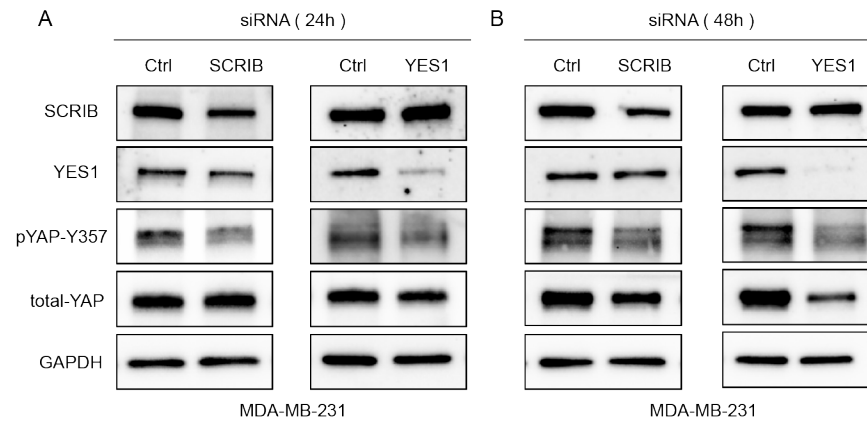 A
siRNA ( 24h )
B
siRNA ( 48h )
Ctrl SCRIB Ctrl YES1 Ctrl SCRIB Ctrl YES1
SCRIB
YES1
pYAP-Y357
total-YAP
GAPDH
MDA-MB-231 MDA-MB-231